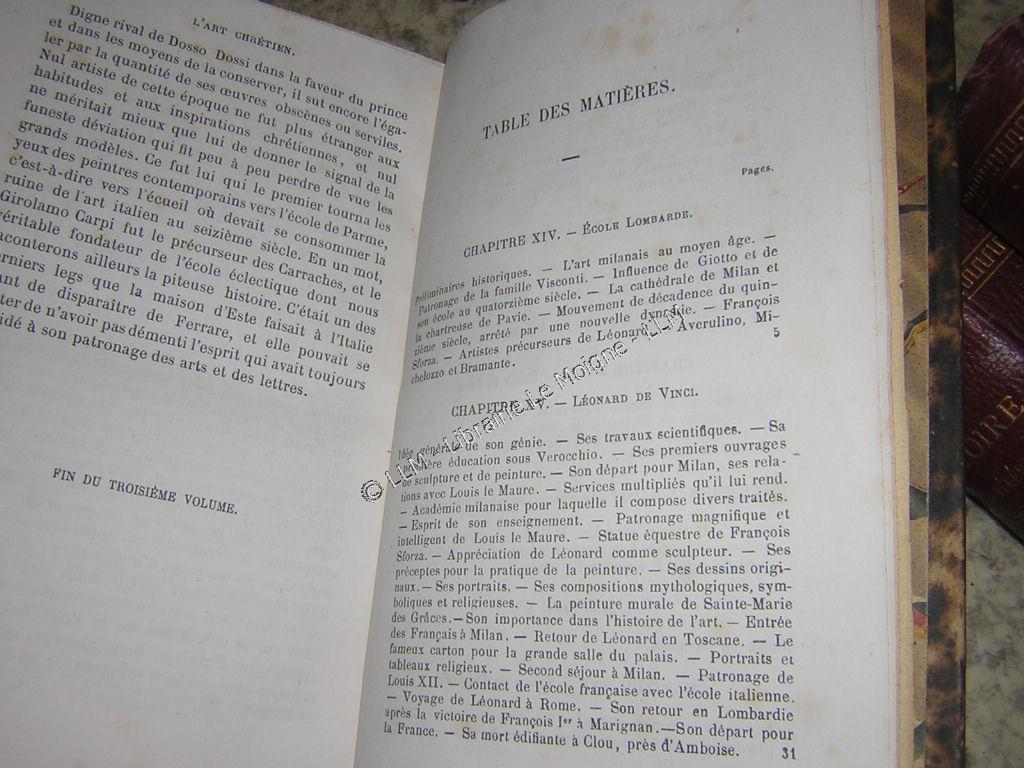 L'ART CHRÉTIEN.
Digne rival de Dosso Dossi dans la faveur du prince
et dans les moyens de la conserver, il sut encore l'éga-
ler par la quantité de ses œuvres obscènes ou serviles.
Nul artiste de cette époque ne fut plus étranger aux
habitudes et aux inspirations chrétiennes, et nul
ne méritait mieux que lui de donner le signal de la
funeste déviation qui fit peu à peu perdre de vue les
grands modèles. Ce fut lui qui le premier tourna les
yeux des peintres contemporains vers l'école de Parme,
c'est-à-dire vers l'écueil où devait se consommer la
ruine de l'art italien au seizième siècle. En un mot,
Girolamo Carpi fut le précurseur des Carraches, et le
véritable fondateur de l'école éclectique dont nous
aconterons ailleurs la piteuse histoire. C'était un des
erniers legs que la maison d'Este faisait à l'Italie
ant de disparaître de Ferrare, et elle pouvait se
ter de n'avoir pas démenti l'esprit qui avait toujours
idé à son patronage des arts et des lettres.
FIN DU TROISIÈME VOLUME.
TABLE DES MATIÈRES.
Pages.
CHAPITRE XIV. — ÉCOLE LOMBARDE.
Préliminaires historiques. — L'art milanais au moyen âge. —
Patronage de la famille Visconti. — Influence de Giotto et de
son école au quatorzième siècle. — La cathédrale de Milan et
la chartreuse de Pavie. — Mouvement de décadence du quin-
zième siècle, arrêté par une nouvelle dynastie. — François
Sforza. — Artistes précurseurs de Léonard : Averulino, Mi-
chelozzo et Bramante. 5
CHAPITRE XV. — LÉONARD DE VINCI.
Idée générale de son génie. — Ses travaux scientifiques. — Sa
première éducation sous Verocchio. — Ses premiers ouvrages
de sculpture et de peinture. — Son départ pour Milan, ses rela-
tions avec Louis le Maure. — Services multipliés qu'il lui rend.
— Académie milanaise pour laquelle il compose divers traités.
— Esprit de son enseignement. — Patronage magnifique et
intelligent de Louis le Maure. — Statue équestre de François
Sforza. — Appréciation de Léonard comme sculpteur. — Ses
préceptes pour la pratique de la peinture. — Ses dessins origi-
naux. — Ses portraits. — Ses compositions mythologiques, sym-
boliques et religieuses. — La peinture murale de Sainte-Marie
des Grâces. — Son importance dans l'histoire de l'art. — Entrée
des Français à Milan. — Retour de Léonard en Toscane. — Le
fameux carton pour la grande salle du palais. — Portraits et
tableaux religieux. — Second séjour à Milan. — Patronage de
Louis XII. — Contact de l'école française avec l'école italienne.
— Voyage de Léonard à Rome. — Son retour en Lombardie
après la victoire de François Ier à Marignan. — Son départ pour
la France. — Sa mort édifiante à Clou, près d'Amboise. 31
© LLM - Librairie Le Moigne - LLM
OIRE